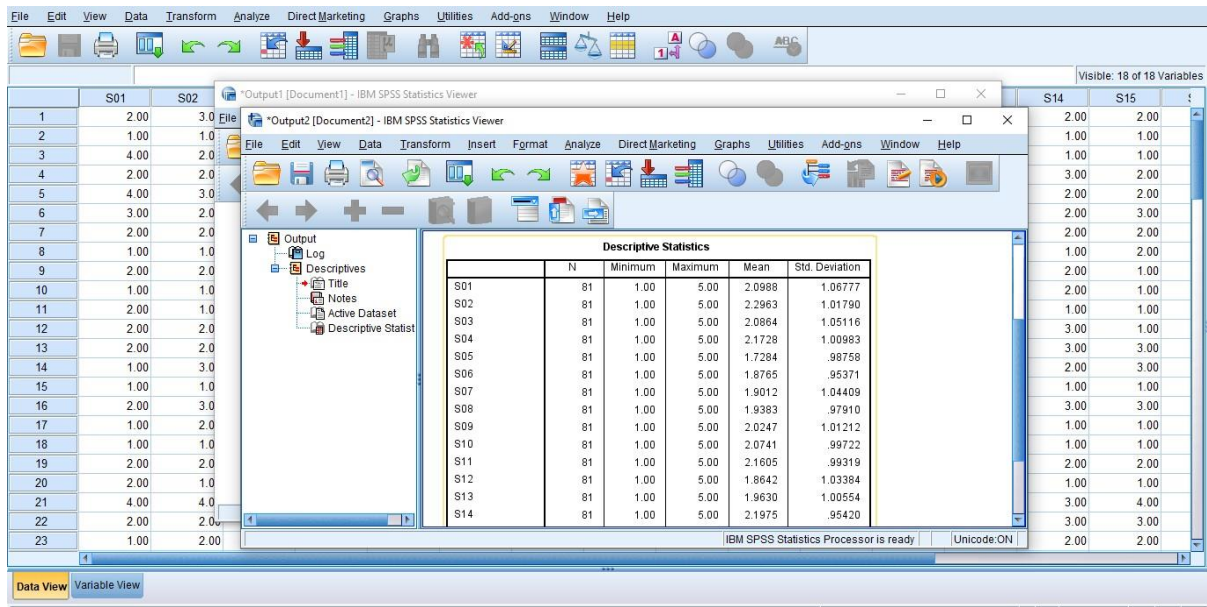 File Edit View Data Transform Analyze Direct Marketing Graphs Utilities Add-ons Window Help
Visible: 18 of 18 Variables
S01 S02 S14 S15
*Output1 [Document1] - IBM SPSS Statistics Viewer
File
*Output2 [Document2] - IBM SPSS Statistics Viewer
File Edit View Data Transform Insert Format Analyze Direct Marketing Graphs Utilities Add-ons Window Help
Output
Log
Descriptives
Title
Notes
Active Dataset
Descriptive Statist
Descriptive Statistics
N Minimum Maximum Mean Std. Deviation
S01 81 1.00 5.00 2.0988 1.06777
S02 81 1.00 5.00 2.2963 1.01790
S03 81 1.00 5.00 2.0864 1.05116
S04 81 1.00 5.00 2.1728 1.00983
S05 81 1.00 5.00 1.7284 .98758
S06 81 1.00 5.00 1.8765 .95371
S07 81 1.00 5.00 1.9012 1.04409
S08 81 1.00 5.00 1.9383 .97910
S09 81 1.00 5.00 2.0247 1.01212
S10 81 1.00 5.00 2.0741 .99722
S11 81 1.00 5.00 2.1605 .99319
S12 81 1.00 5.00 1.8642 1.03384
S13 81 1.00 5.00 1.9630 1.00554
S14 81 1.00 5.00 2.1975 .95420
IBM SPSS Statistics Processor is ready Unicode:ON
1 2.00 3.0 2.00 2.00
2 1.00 1.0 1.00 1.00
3 4.00 2.0 1.00 1.00
4 2.00 2.0 3.00 2.00
5 4.00 3.0 2.00 2.00
6 3.00 2.0 2.00 3.00
7 2.00 2.0 2.00 2.00
8 1.00 1.0 1.00 2.00
9 2.00 2.0 2.00 1.00
10 1.00 1.0 2.00 1.00
11 2.00 1.0 1.00 1.00
12 2.00 2.0 3.00 1.00
13 2.00 2.0 3.00 3.00
14 1.00 3.0 2.00 3.00
15 1.00 1.0 1.00 1.00
16 2.00 3.0 3.00 3.00
17 1.00 2.0 1.00 1.00
18 1.00 1.0 1.00 1.00
19 2.00 2.0 2.00 2.00
20 2.00 1.0 1.00 1.00
21 4.00 4.0 3.00 4.00
22 2.00 2.00 3.00 3.00
23 1.00 2.00 2.00 2.00
Data View Variable View